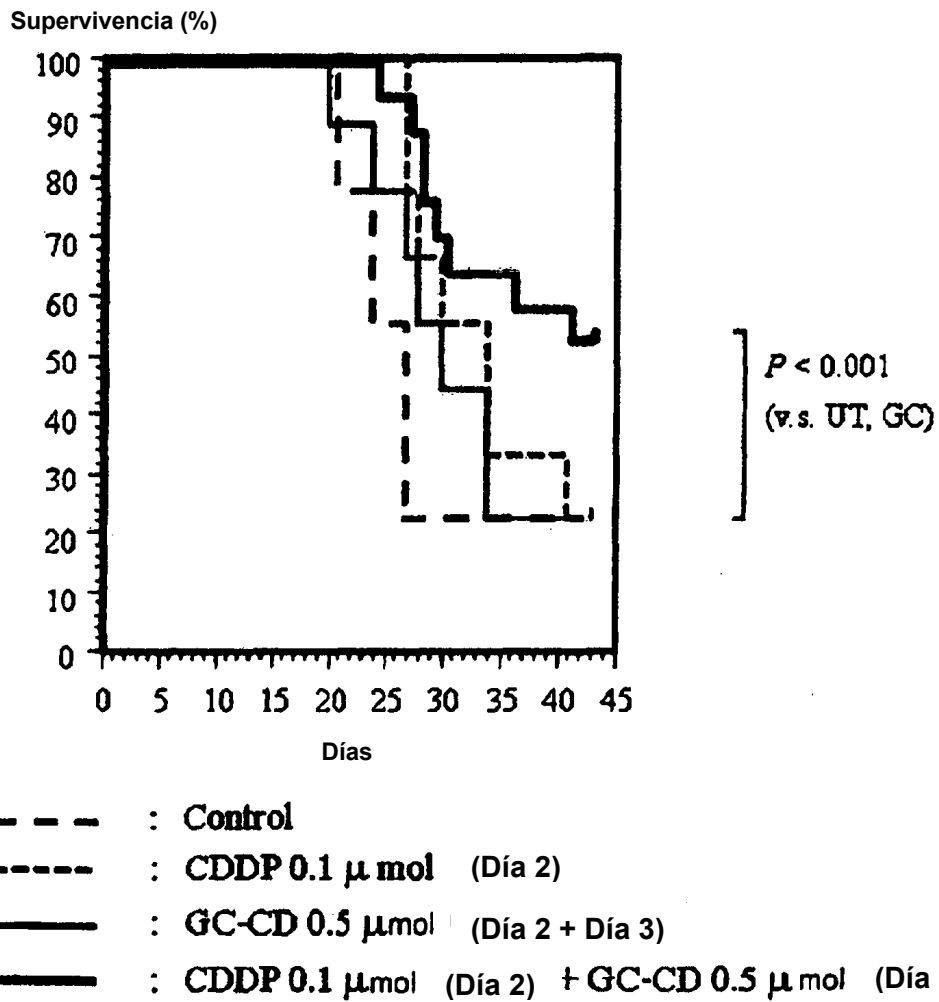 Supervivencia (%)
100
90
80
70
60
50
40
30
20
10
0
0 5 10 15 20 25 30 35 40 45
Días
P < 0.001
(v.s. UT, GC)
: Control
: CDDP 0.1 µ mol (Día 2)
: GC-CD 0.5 µmol (Día 2 + Día 3)
: CDDP 0.1 µmol (Día 2) + GC-CD 0.5 µ mol (Día